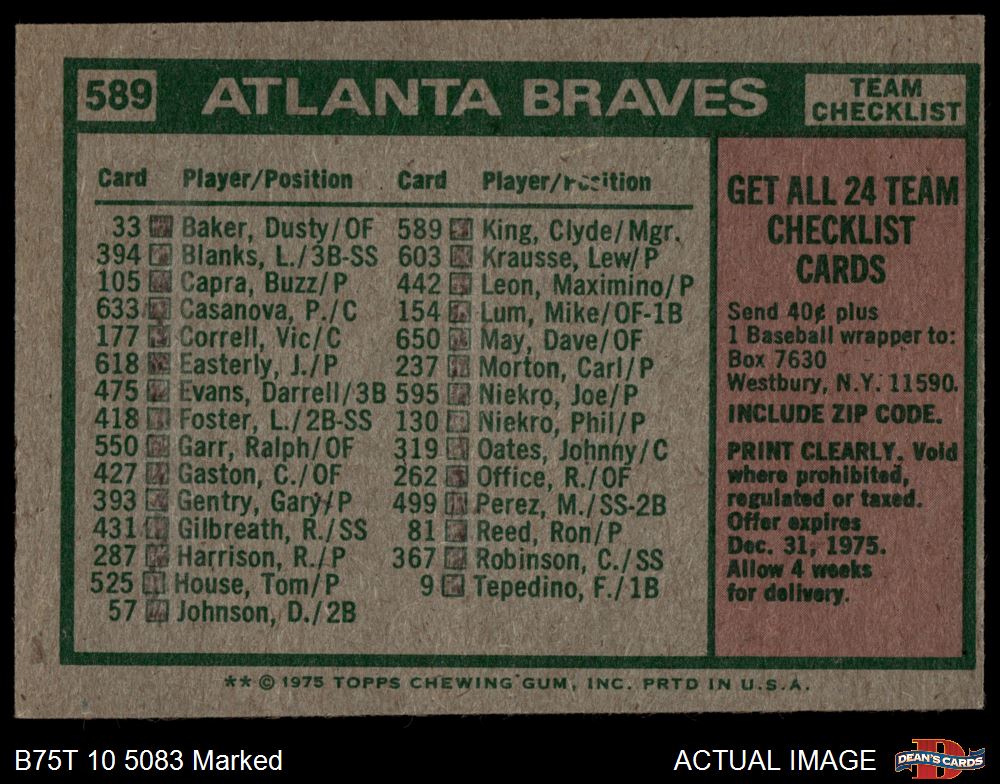 589 ATLANTA BRAVES TEAM CHECKLIST
Card Player/Position Card Player/Position
33 Baker, Dusty/OF 589 King, Clyde/Mgr.
394 Blanks, L./3B-SS 603 Krausse, Lew/P
105 Capra, Buzz/P 442 Leon, Maximino/P
633 Casanova, P./C 154 Lum, Mike/OF-1B
177 Correll, Vic/C 650 May, Dave/OF
618 Easterly, J./P 237 Morton, Carl/P
475 Evans, Darrell/3B 595 Niekro, Joe/P
418 Foster, L./2B-SS 130 Niekro, Phil/P
550 Garr, Ralph/OF 319 Oates, Johnny/C
427 Gaston, C./OF 262 Office, R./OF
393 Gentry, Gary/P 499 Perez, M./SS-2B
431 Gilbreath, R./SS 81 Reed, Ron/P
287 Harrison, R./P 367 Robinson, C./SS
525 House, Tom/P 9 Tepedino, F./1B
57 Johnson, D./2B
GET ALL 24 TEAM
CHECKLIST
CARDS
Send 40¢ plus
1 Baseball wrapper to:
Box 7630
Westbury, N.Y. 11590.
INCLUDE ZIP CODE.
PRINT CLEARLY. Void
where prohibited,
regulated or taxed.
Offer expires
Dec. 31, 1975.
Allow 4 weeks
for delivery.
** © 1975 TOPPS CHEWING GUM, INC. PRTD IN U.S.A.
B75T 10 5083 Marked ACTUAL IMAGE DEAN'S CARDS